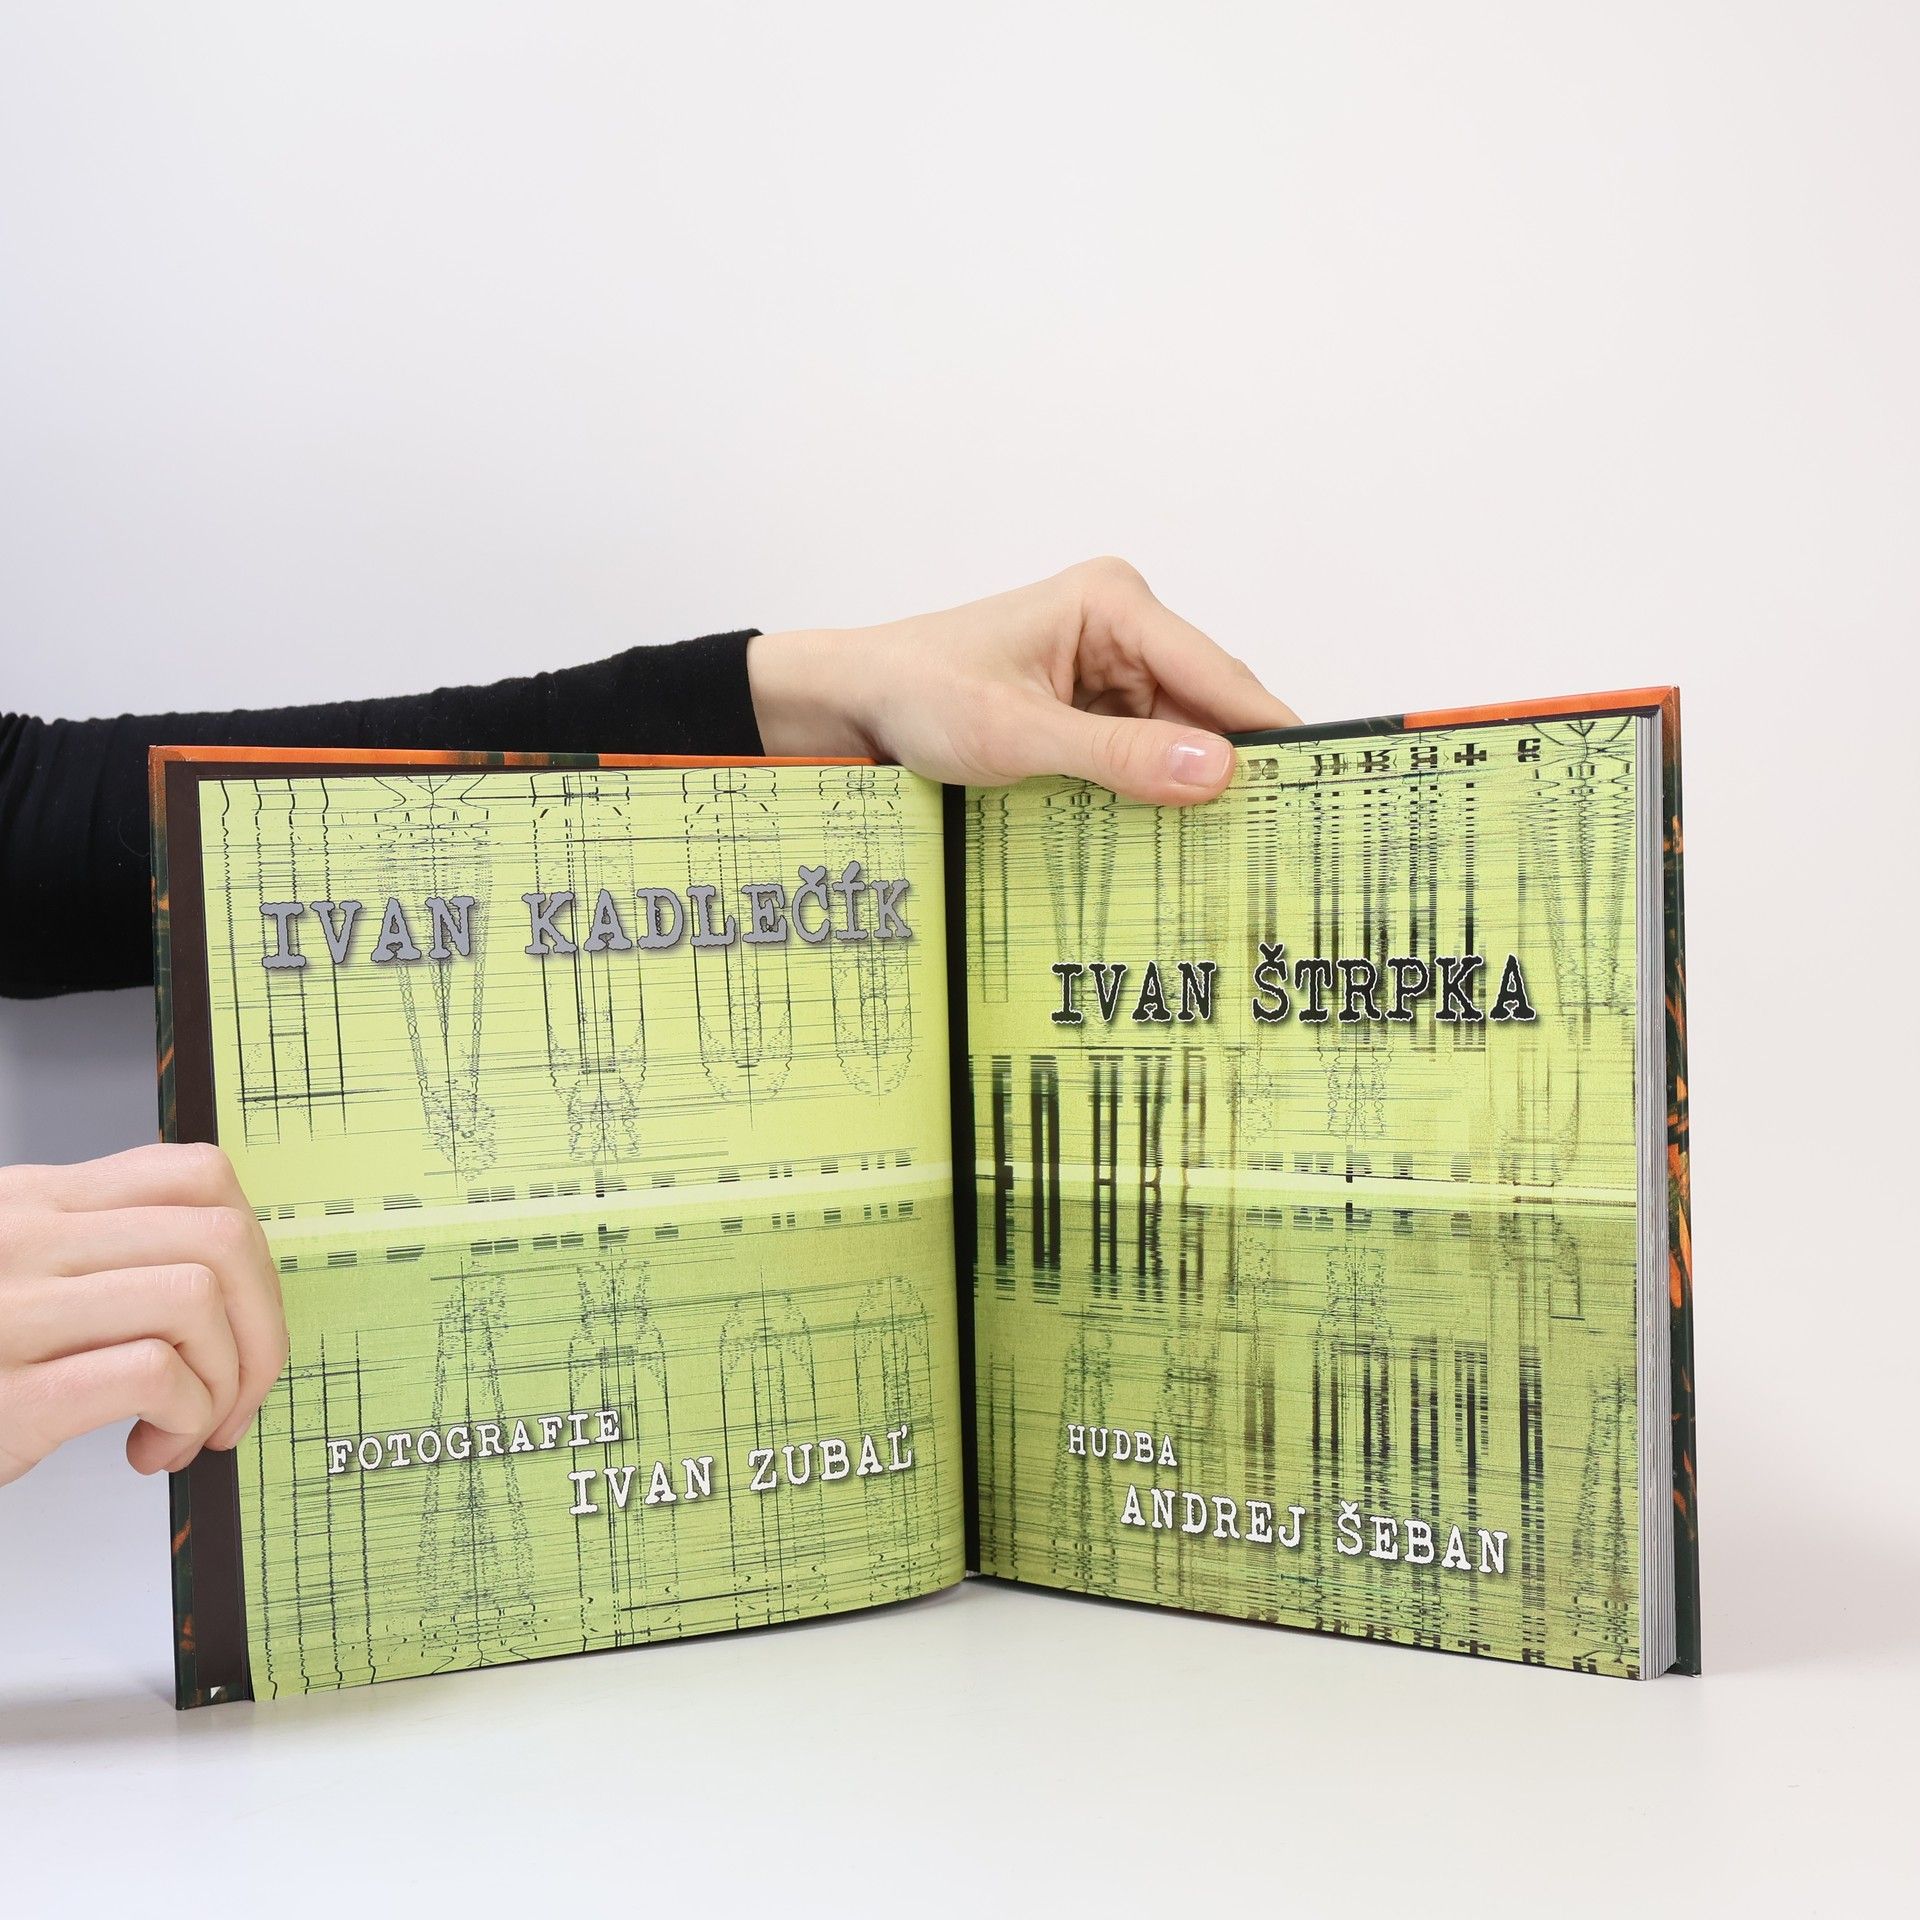 IVAN KADLEČÍK
FOTOGRAFIE
IVAN ZUBAĽ
IVAN ŠTRPKA
HUDBA
ANDREJ ŠEBAN